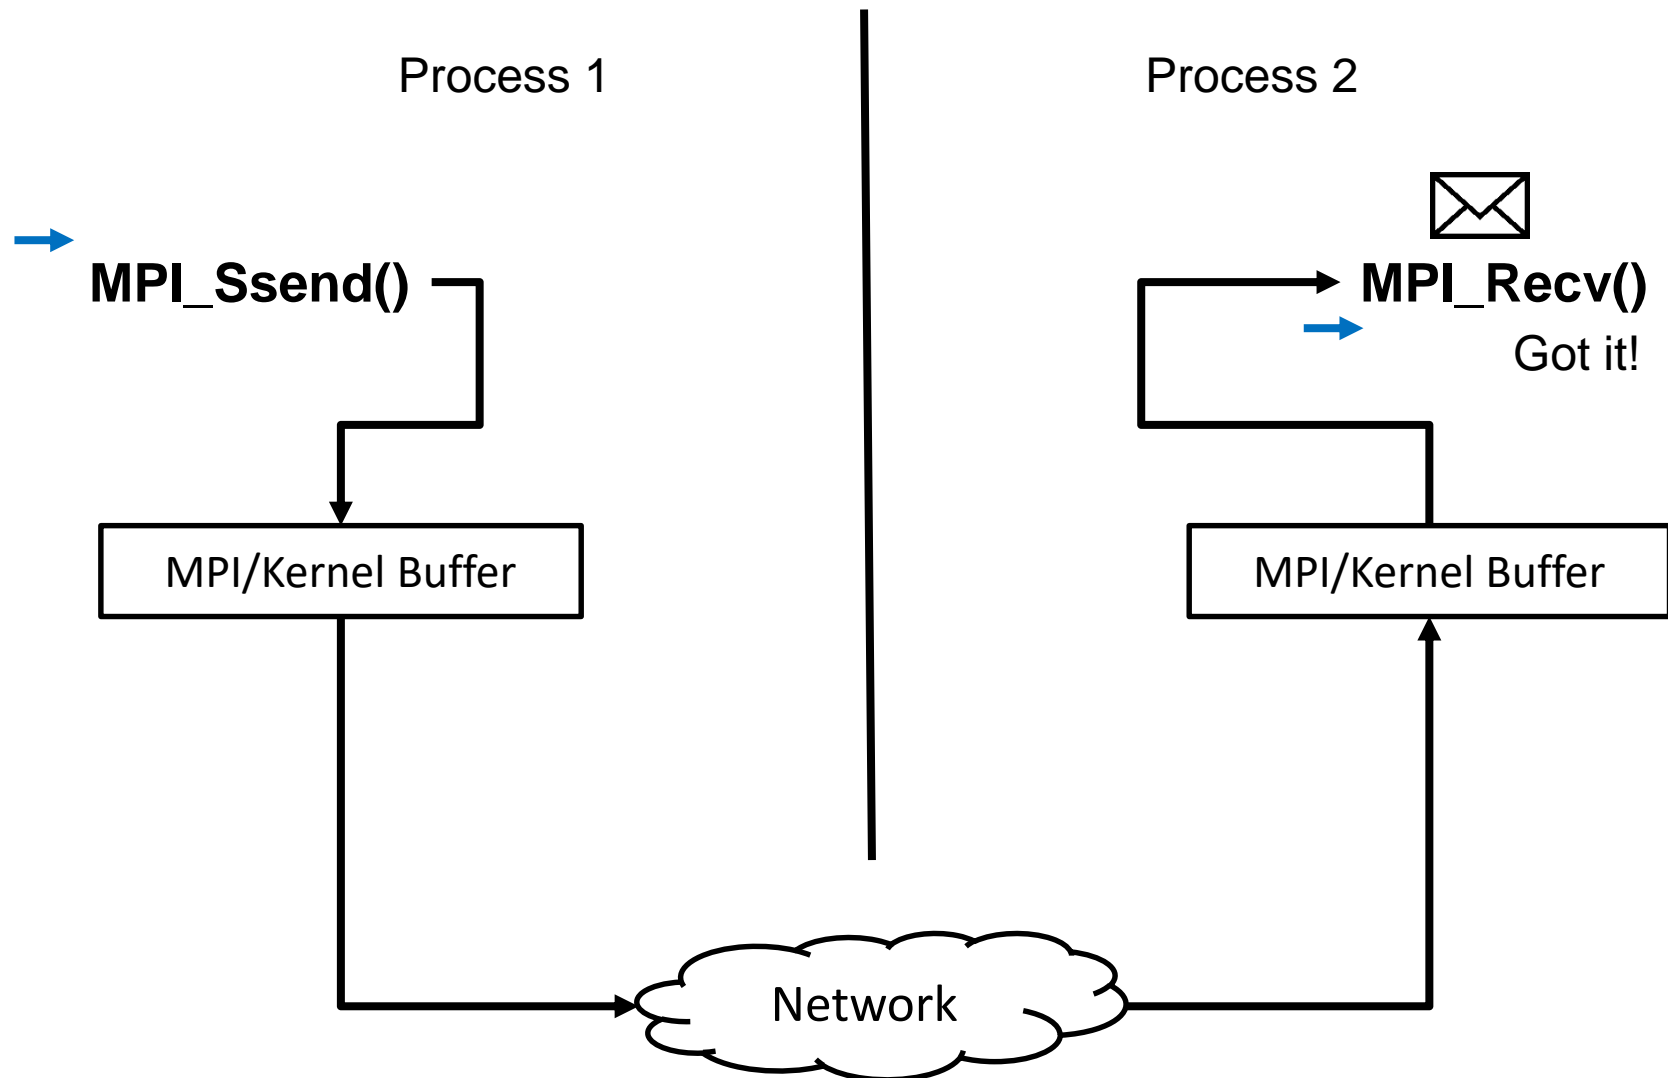 Process 1
Process 2
MPI_Ssend()
MPI_Recv()
Got it!
MPI/Kernel Buffer
MPI/Kernel Buffer
Network